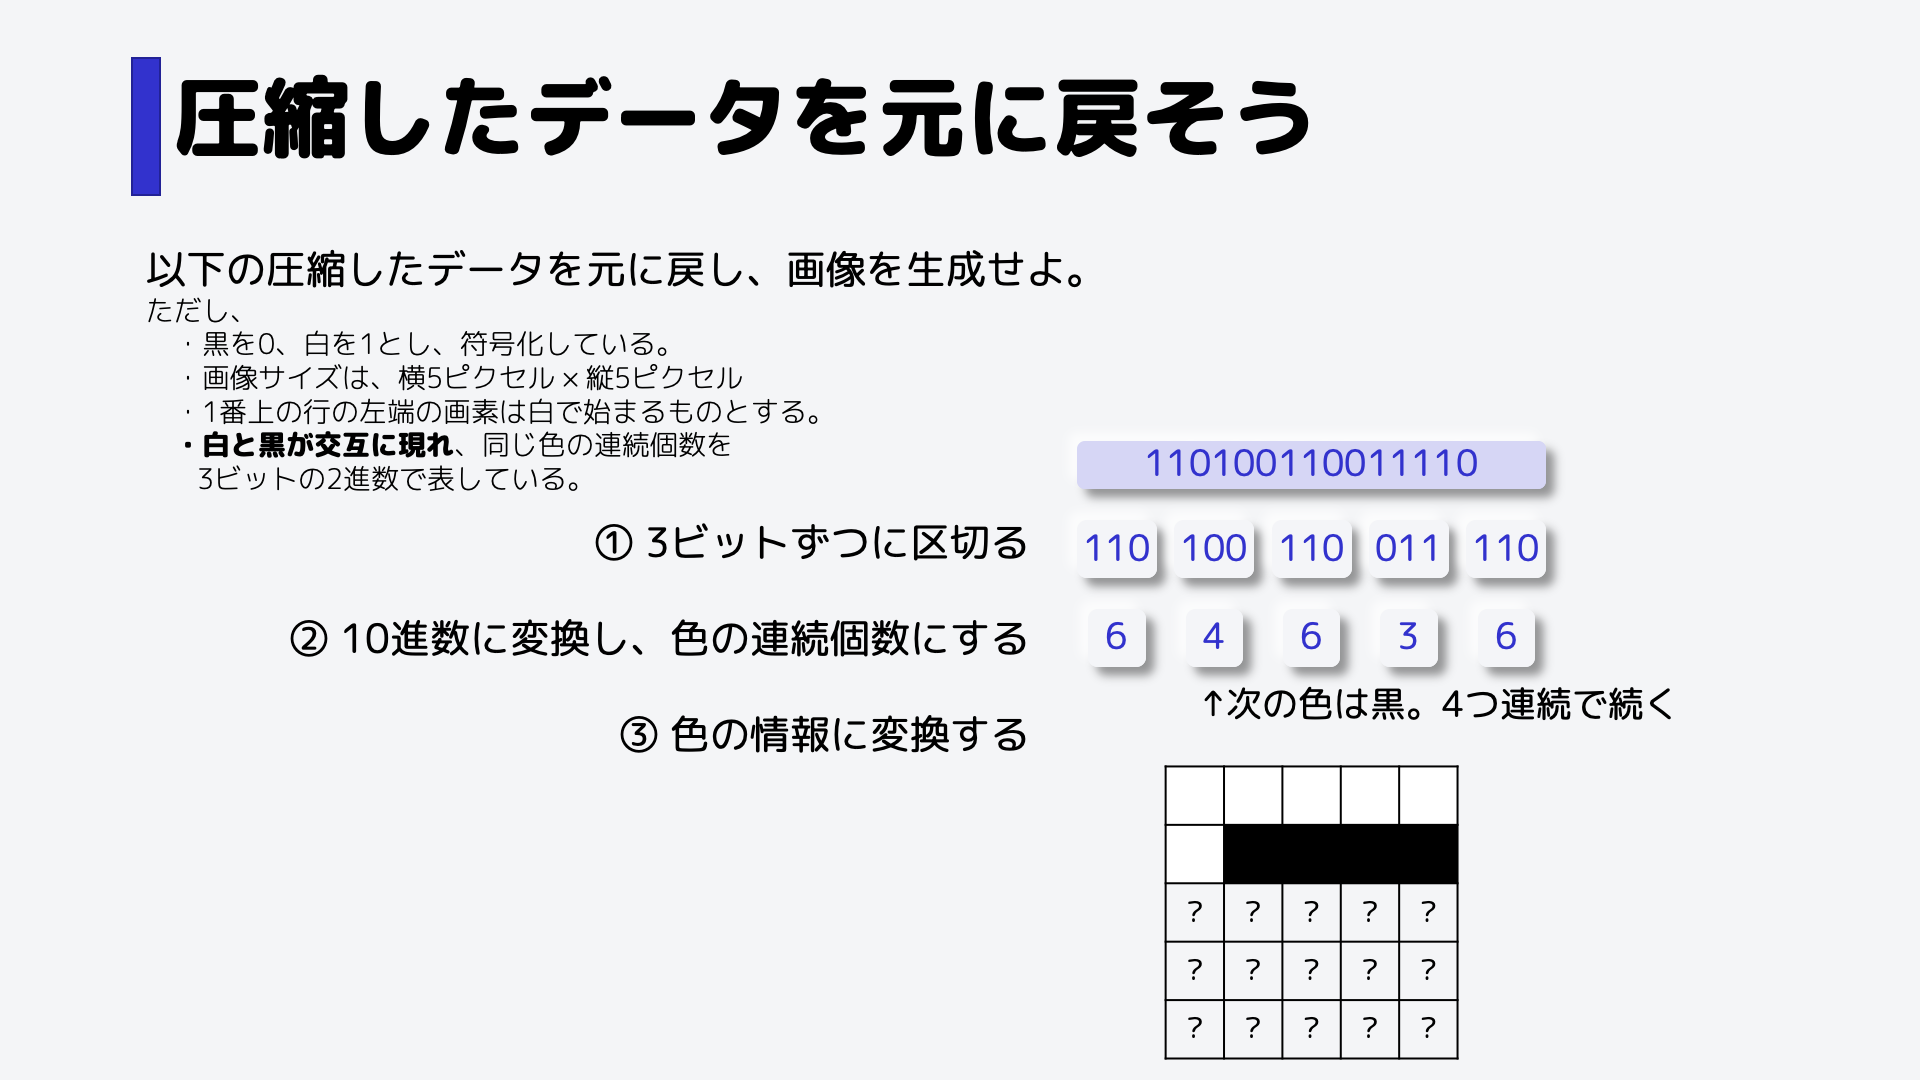 圧縮したデータを元に戻そう
以下の圧縮したデータを元に戻し、画像を生成せよ。
ただし、
・黒を0、白を1とし、符号化している。
・画像サイズは、横5ピクセル×縦5ピクセル
・1番上の行の左端の画素は白で始まるものとする。
・白と黒が交互に現れ、同じ色の連続個数を
3ビットの2進数で表している。
110100110011110
① 3ビットずつに区切る
110 100 110 011 110
② 10進数に変換し、色の連続個数にする
6 4 6 3 6
↑次の色は黒。4つ連続で続く
③ 色の情報に変換する
? ? ? ? ?
? ? ? ? ?
? ? ? ? ?